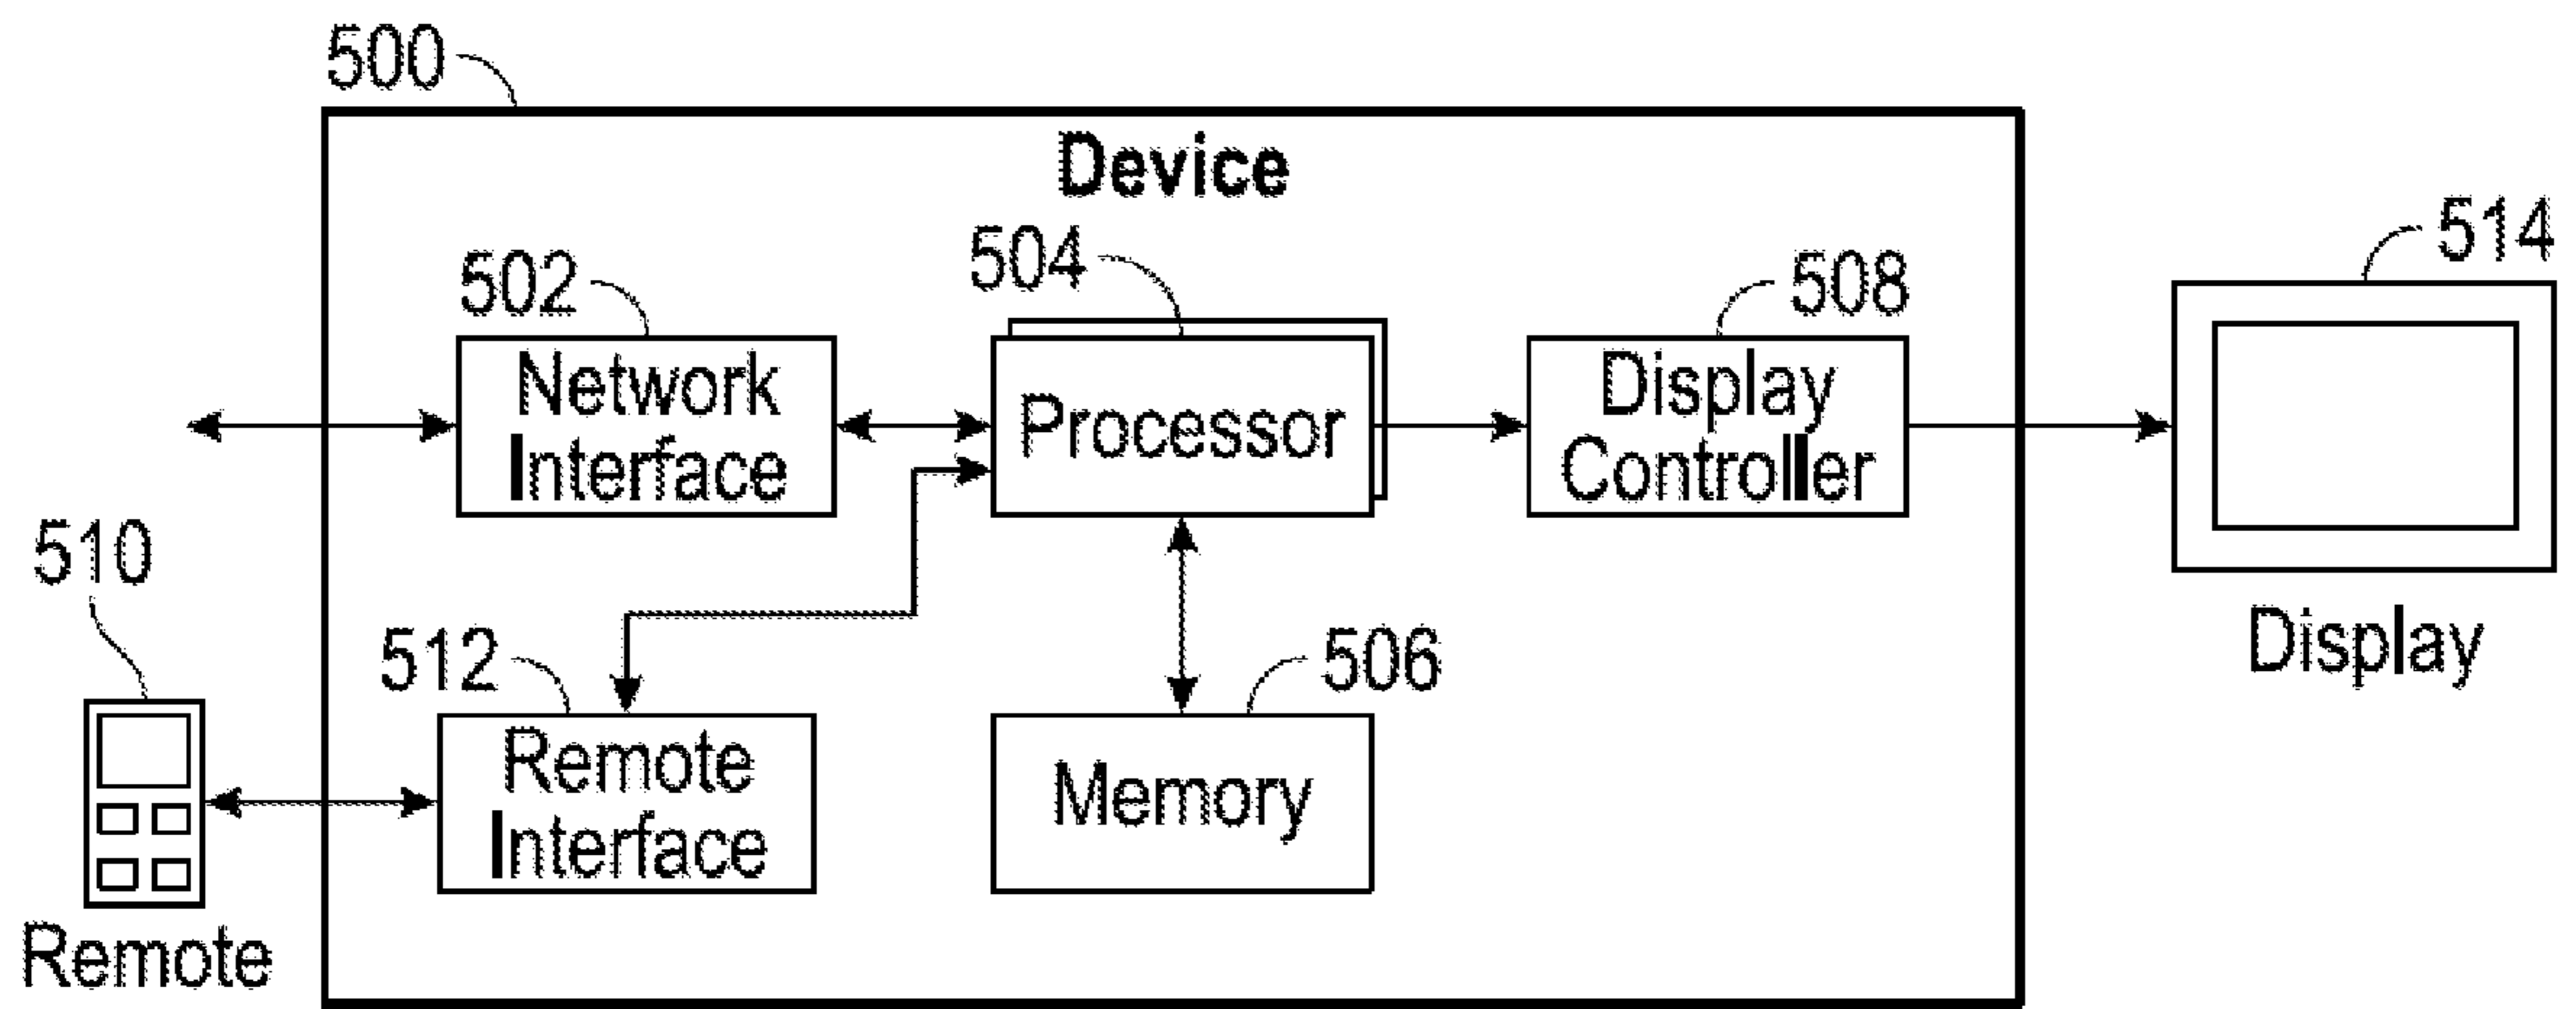 500
Device
504
514
502
508
Network
Interface
Processor
Display
Controller
510
512
506
Display
Remote
Interface
Memory
Remote